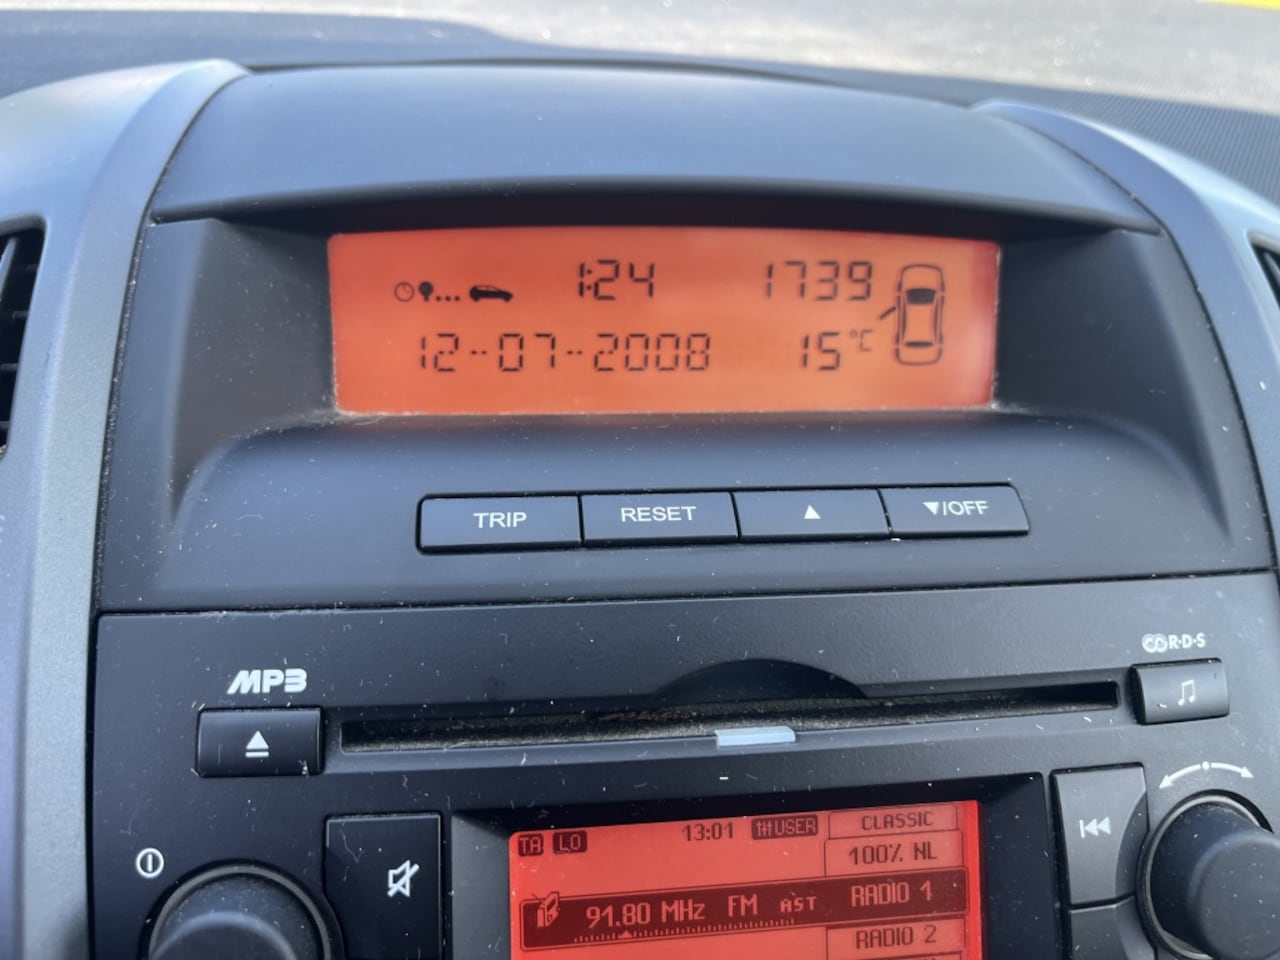 1:24 1739
12-07-2008 15°C
TRIP RESET ▲ ▼/OFF
R·D·S
MP3
TA LO 13:01 USER CLASSIC
100% NL
91.80 MHz FM AST RADIO 1
RADIO 2